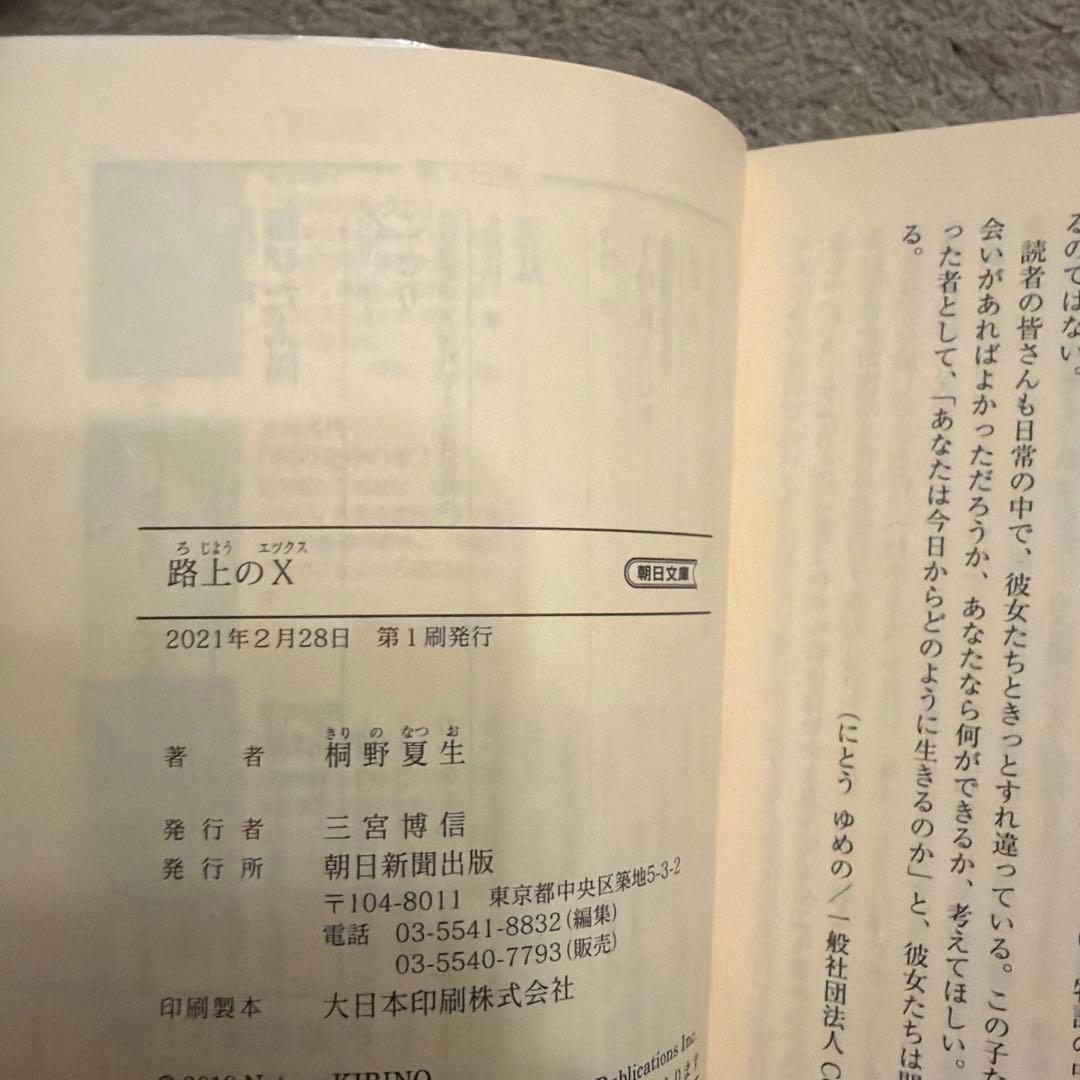 るのではない。
読者の皆さんも日常の中で、彼女たちときっとすれ違っている。この子な
会いがあればよかっただろうか、あなたなら何ができるか、考えてほしい。
った者として、「あなたは今日からどのように生きるのか」と、彼女たちは問
る。
(にとう ゆめの/一般社団法人 C
ろ じよう エツクス
路上のX
朝日文庫
2021年2月28日 第1刷発行
きり の なつ お
著者 桐野夏生
発行者 三宮博信
発行所 朝日新聞出版
〒104-8011 東京都中央区築地5-3-2
電話 03-5541-8832(編集)
03-5540-7793(販売)
印刷製本 大日本印刷株式会社
KIRINO
Publications Inc.